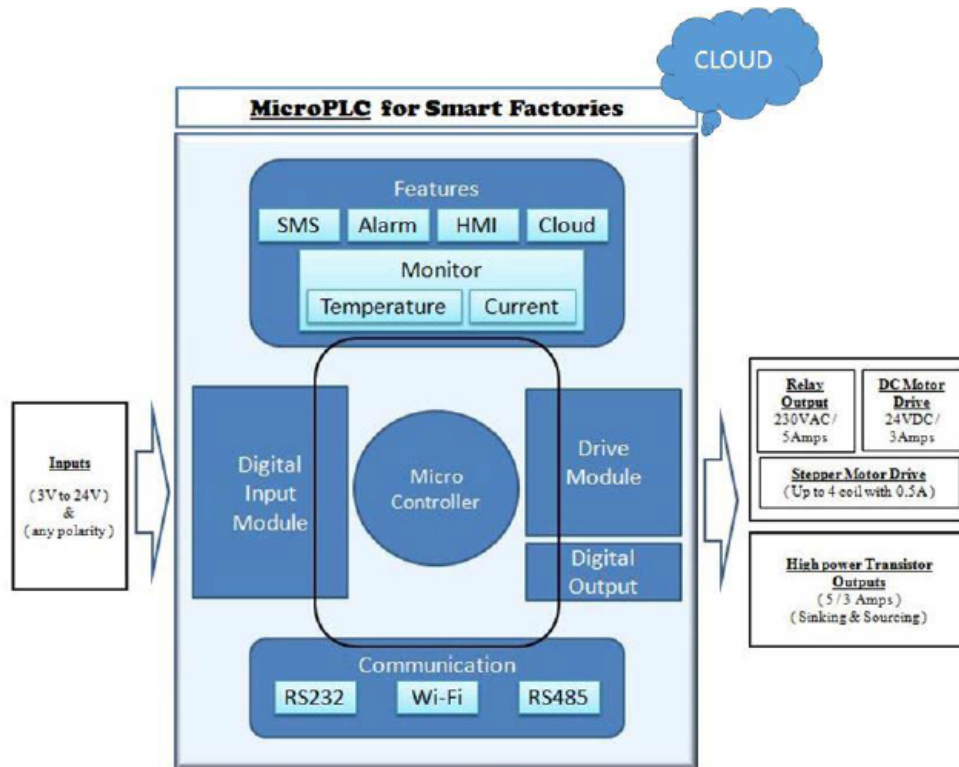 CLOUD
MicroPLC for Smart Factories
Features
SMS
Alarm
HMI
Cloud
Monitor
Temperature
Current
Inputs
( 3V to 24V )
&
( any polarity )
Digital
Input
Module
Micro
Controller
Drive
Module
Digital
Output
Communication
RS232
Wi-Fi
RS485
Relay
Output
230VAC /
5Amps
DC Motor
Drive
24VDC /
3Amps
Stepper Motor Drive
( Up to 4 coil with 0.5A )
High power Transistor
Outputs
( 5 / 3 Amps )
( Sinking & Sourcing )